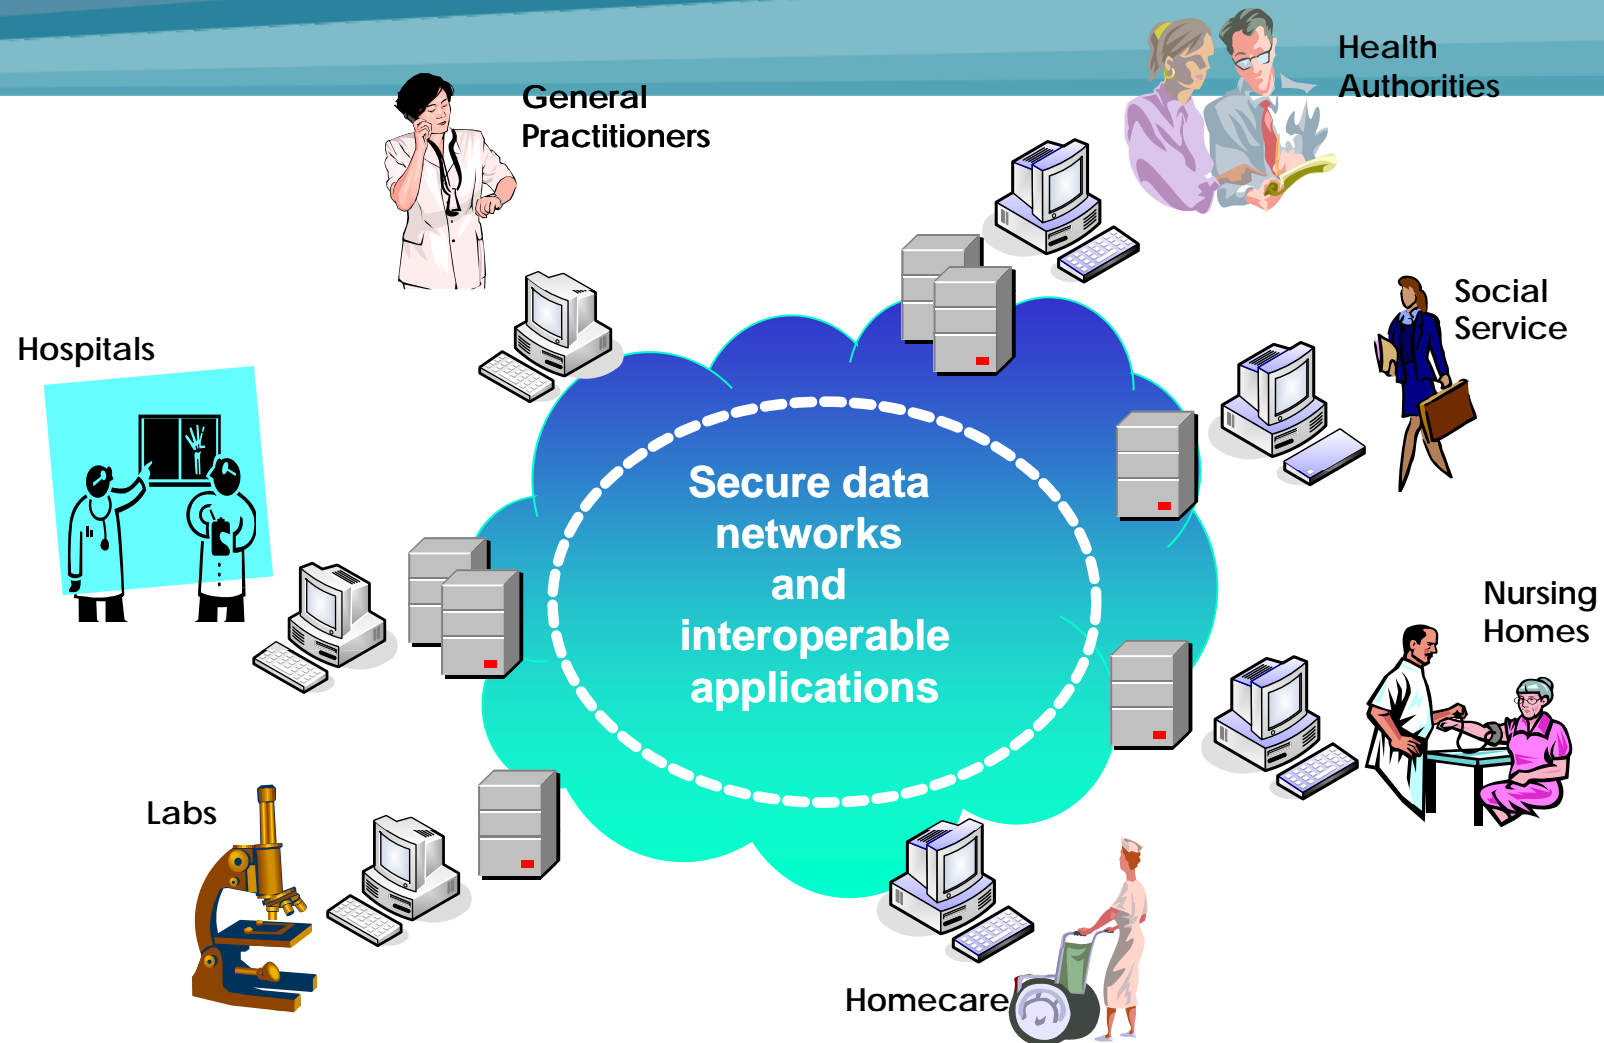 Health
Authorities
General
Practitioners
Social
Service
Hospitals
Secure data
networks
and
interoperable
applications
Nursing
Homes
Labs
Homecare